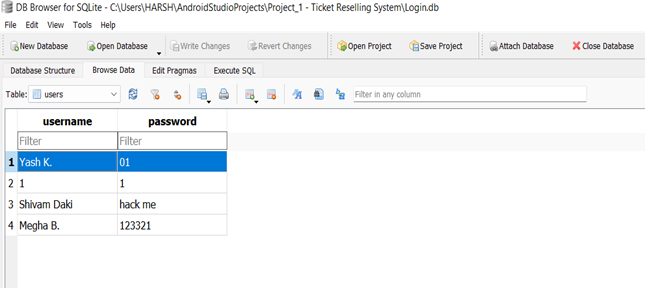 DB Browser for SQLite - C:\Users\HARSH\AndroidStudioProjects\Project_1 - Ticket Reselling System\Login.db
File Edit View Tools Help
New Database Open Database Write Changes Revert Changes Open Project Save Project Attach Database Close Database
Database Structure Browse Data Edit Pragmas Execute SQL
Table: users Filter in any column
username password
Filter Filter
1 Yash K. 01
2 1 1
3 Shivam Daki hack me
4 Megha B. 123321